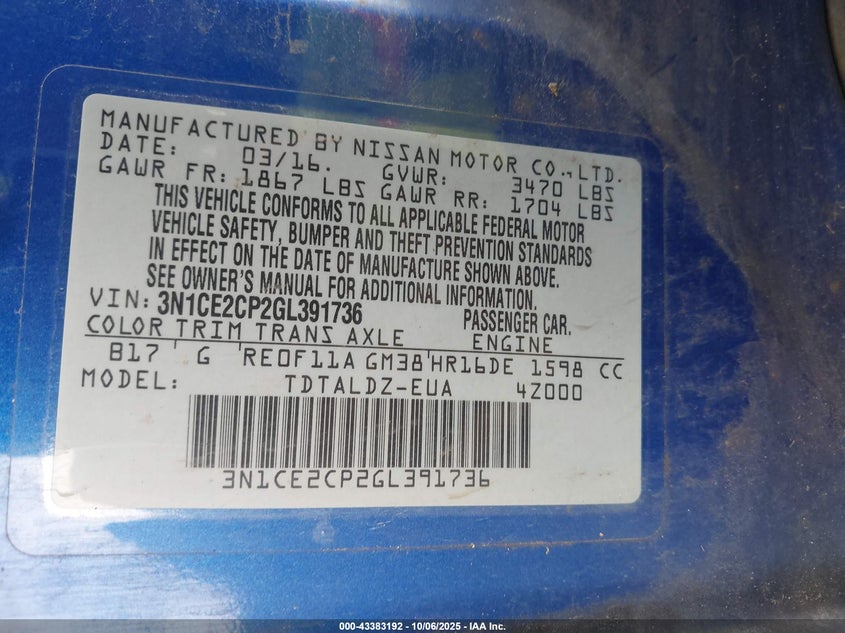 MANUFACTURED BY NISSAN MOTOR CO.,LTD.
DATE: 03/16. GVWR: 3470 LBS
GAWR FR: 1867 LBS GAWR RR: 1704 LBS
THIS VEHICLE CONFORMS TO ALL APPLICABLE FEDERAL MOTOR
VEHICLE SAFETY, BUMPER AND THEFT PREVENTION STANDARDS
IN EFFECT ON THE DATE OF MANUFACTURE SHOWN ABOVE.
SEE OWNER'S MANUAL FOR ADDITIONAL INFORMATION.
VIN: 3N1CE2CP2GL391736 PASSENGER CAR.
COLOR TRIM TRANS AXLE ENGINE
B17 G RE0F11A GM38 HR16DE 1598 CC
MODEL: TDTALDZ-EUA 4Z000
3N1CE2CP2GL391736
000-43383192 - 10/06/2025 - IAA Inc.